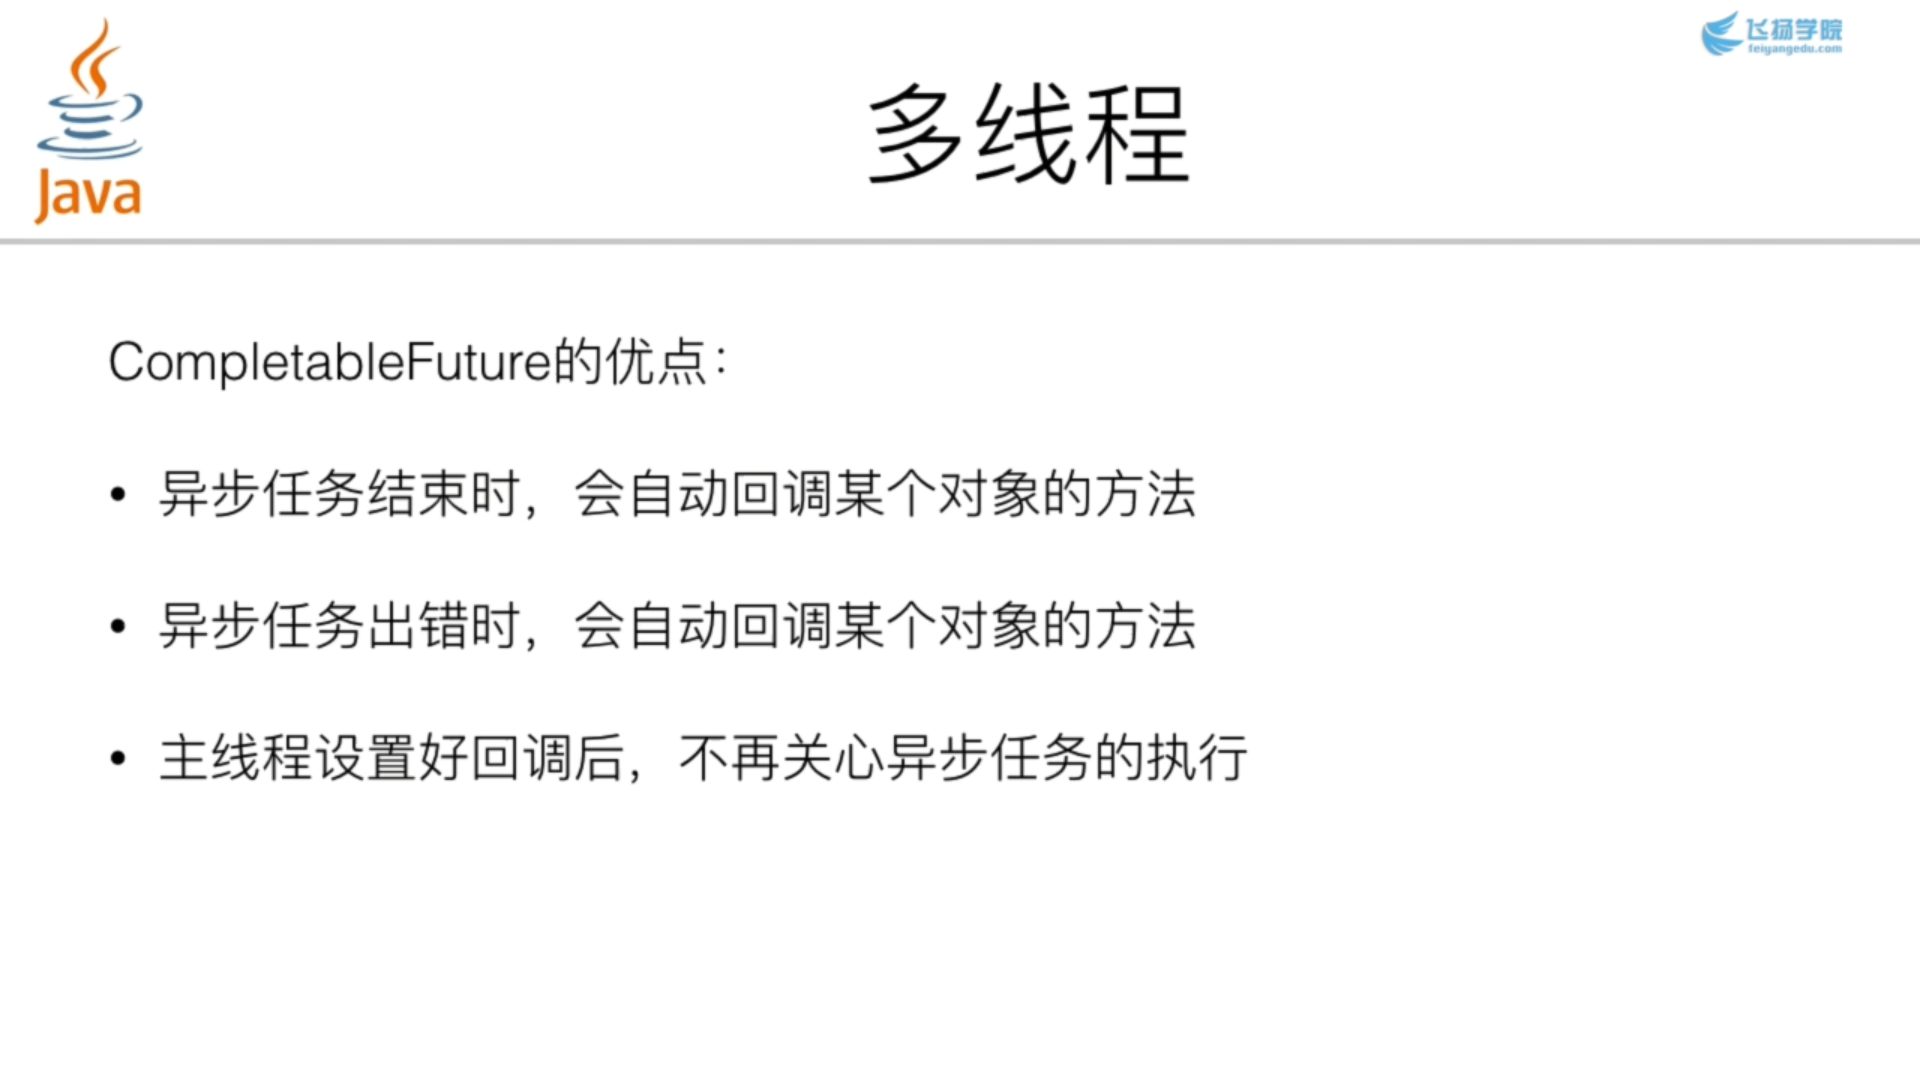 飞扬学院
feiyangedu.com
Java
多线程
CompletableFuture的优点：
• 异步任务结束时，会自动回调某个对象的方法
• 异步任务出错时，会自动回调某个对象的方法
• 主线程设置好回调后，不再关心异步任务的执行